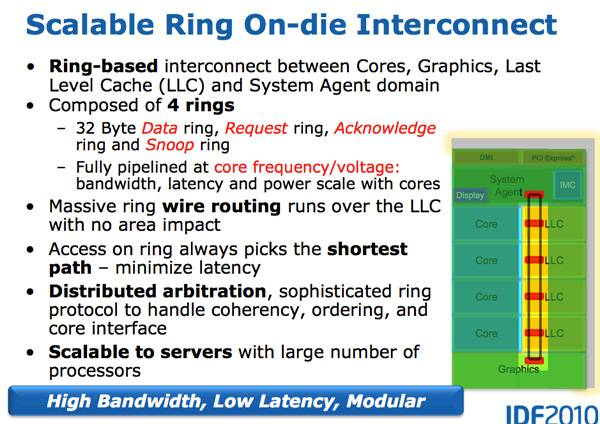 Scalable Ring On-die Interconnect
• Ring-based interconnect between Cores, Graphics, Last
Level Cache (LLC) and System Agent domain
• Composed of 4 rings
– 32 Byte Data ring, Request ring, Acknowledge
ring and Snoop ring
– Fully pipelined at core frequency/voltage:
bandwidth, latency and power scale with cores
• Massive ring wire routing runs over the LLC
with no area impact
• Access on ring always picks the shortest
path – minimize latency
• Distributed arbitration, sophisticated ring
protocol to handle coherency, ordering, and
core interface
• Scalable to servers with large number of
processors
High Bandwidth, Low Latency, Modular
DMI PCI Express*
System
Agent
IMC
Display
Core LLC
Core LLC
Core LLC
Core LLC
Graphics
IDF2010